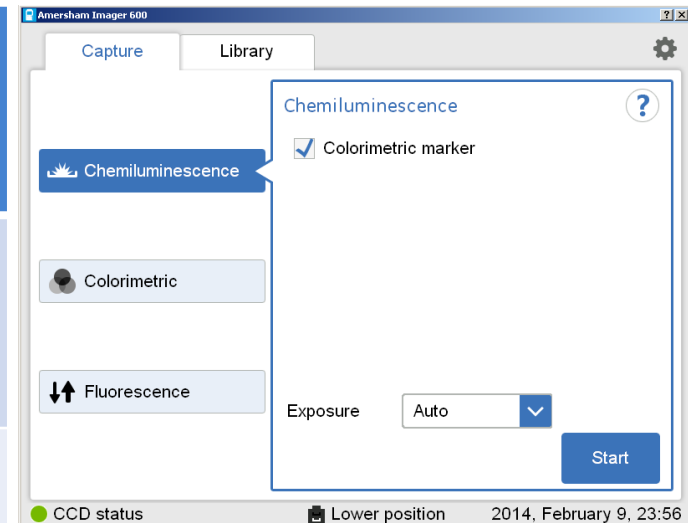 Amersham Imager 600
Capture
Library
Chemiluminescence
?
Colorimetric marker
Chemiluminescence
Colorimetric
Fluorescence
Exposure
Auto
Start
CCD status
Lower position
2014, February 9, 23:56